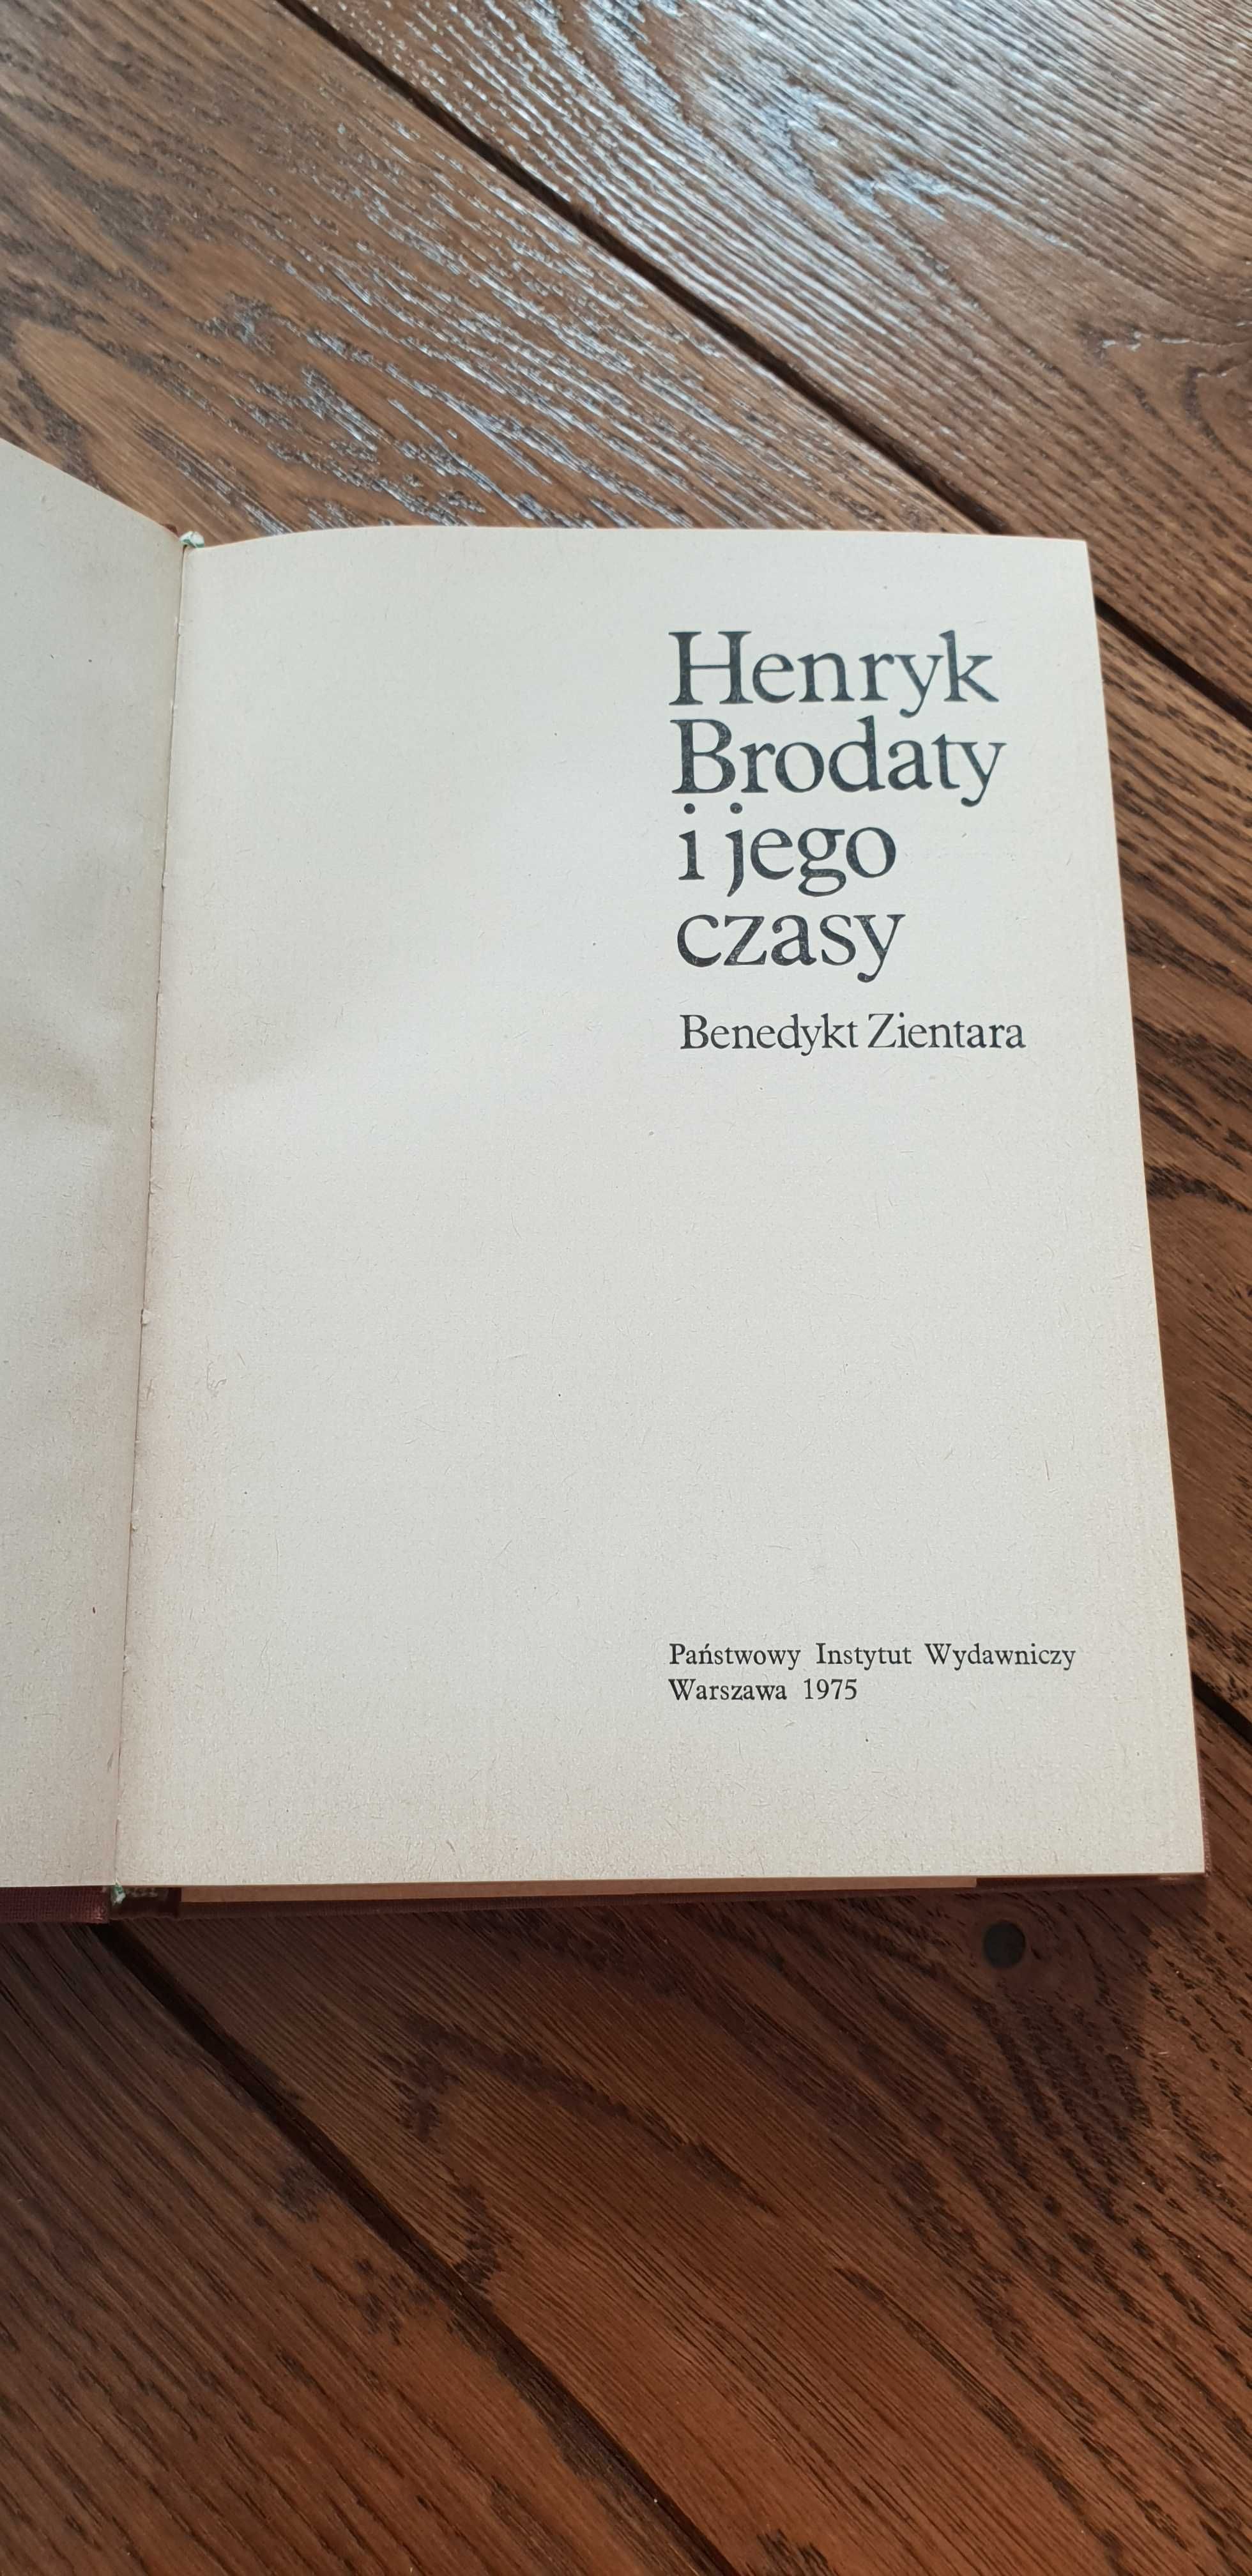 Henryk
Brodaty
i jego
czasy
Benedykt Zientara
Państwowy Instytut Wydawniczy
Warszawa 1975